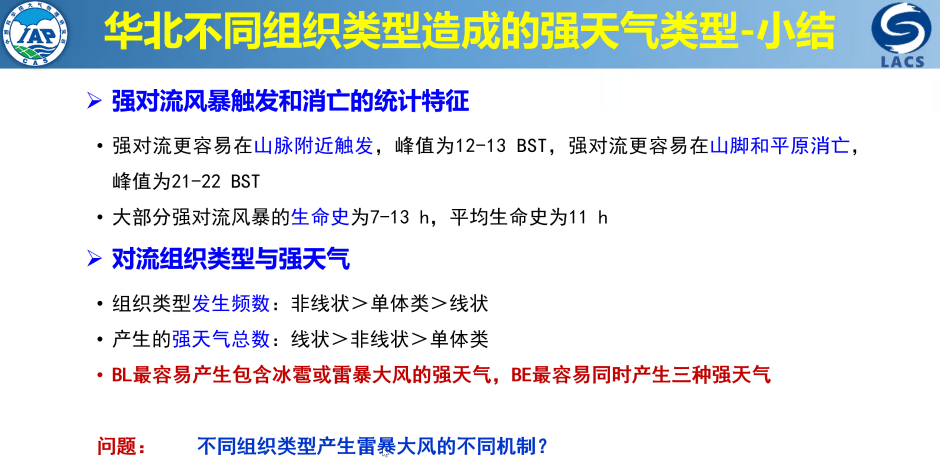 华北不同组织类型造成的强天气类型-小结
IAP
CAS
LACS
➢ 强对流风暴触发和消亡的统计特征
• 强对流更容易在山脉附近触发，峰值为12-13 BST，强对流更容易在山脚和平原消亡，
峰值为21-22 BST
• 大部分强对流风暴的生命史为7-13 h，平均生命史为11 h
➢ 对流组织类型与强天气
• 组织类型发生频数：非线状＞单体类＞线状
• 产生的强天气总数：线状＞非线状＞单体类
• BL最容易产生包含冰雹或雷暴大风的强天气，BE最容易同时产生三种强天气
问题： 不同组织类型产生雷暴大风的不同机制？